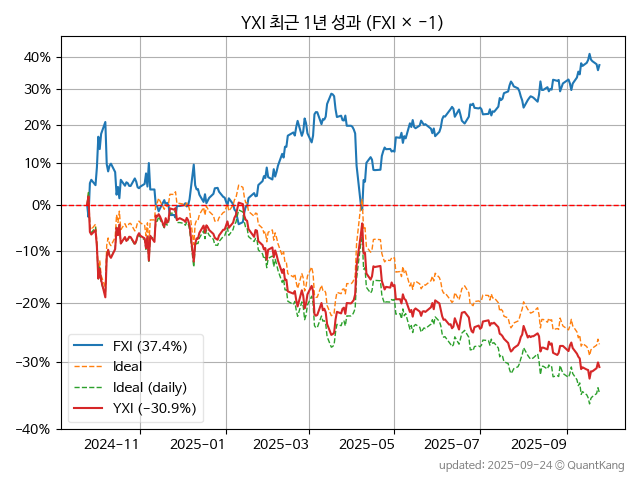 YXI 최근 1년 성과 (FXI × −1)
40%
30%
20%
10%
0%
−10%
−20%
−30%
−40%
FXI (37.4%)
Ideal
Ideal (daily)
YXI (−30.9%)
2024−11
2025−01
2025−03
2025−05
2025−07
2025−09
updated: 2025-09-24 © QuantKang